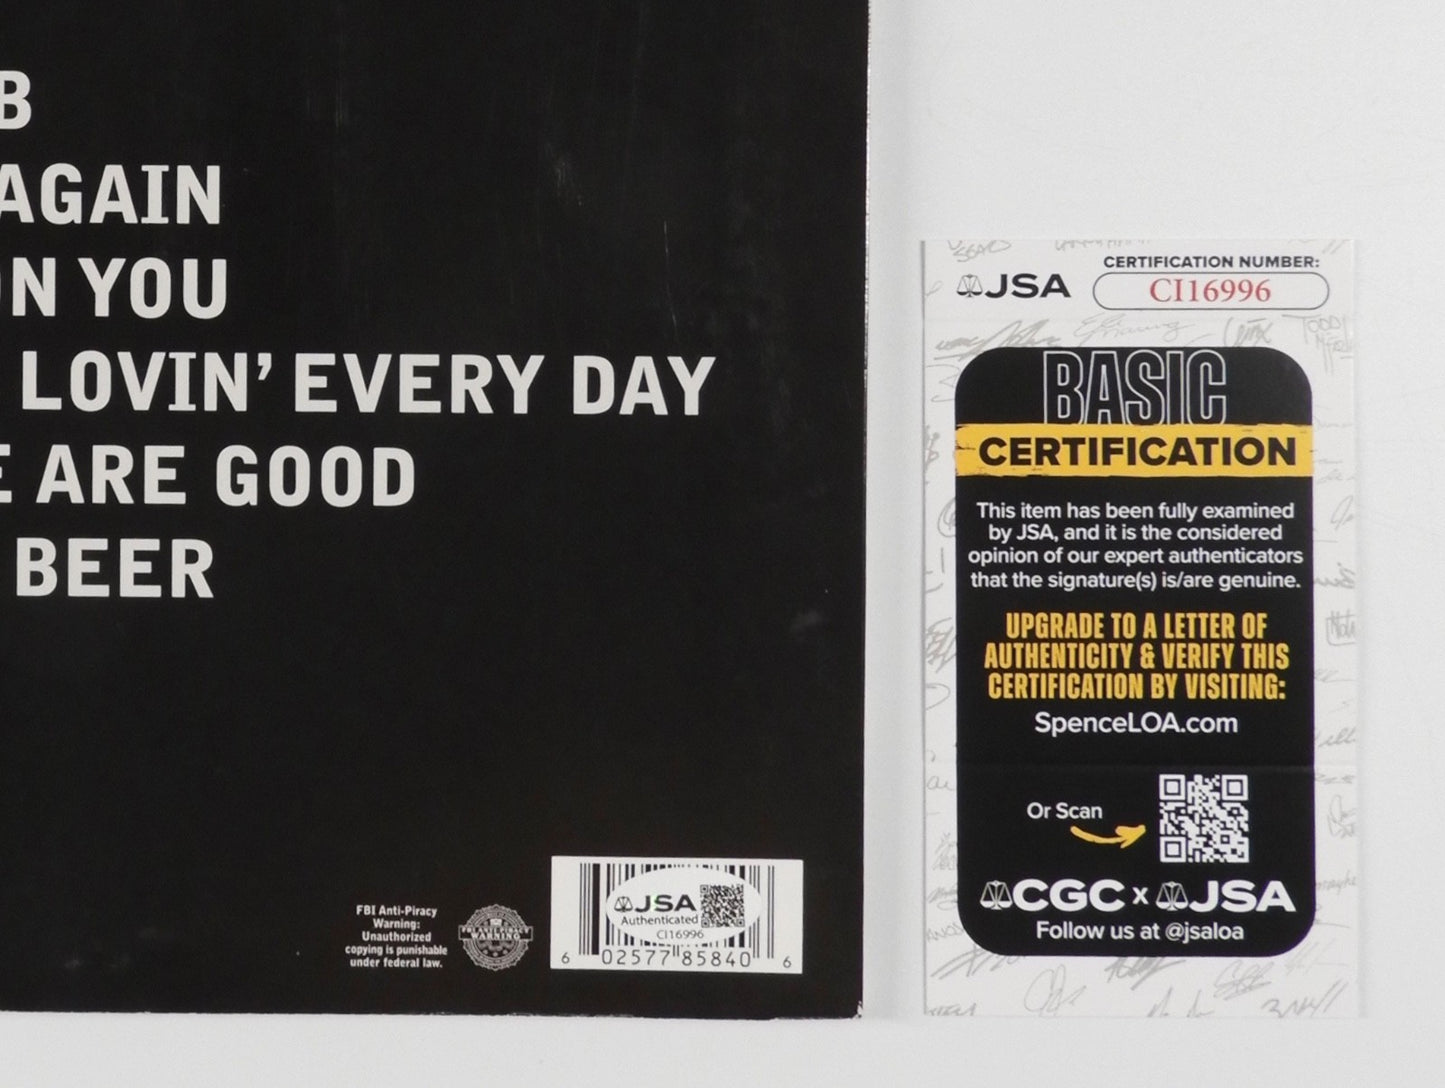 B
AGAIN
ON YOU
LOVIN' EVERY DAY
E ARE GOOD
BEER
FBI Anti-Piracy
Warning:
Unauthorized
copying is punishable
under federal law.
FBI ANTI-PIRACY
WARNING
JSA
Authenticated
CI16996
6 02577 85840 6
JSA
CERTIFICATION NUMBER:
CI16996
BASIC
CERTIFICATION
This item has been fully examined
by JSA, and it is the considered
opinion of our expert authenticators
that the signature(s) is/are genuine.
UPGRADE TO A LETTER OF
AUTHENTICITY & VERIFY THIS
CERTIFICATION BY VISITING:
SpenceLOA.com
Or Scan
CGC x JSA
Follow us at @jsaloa